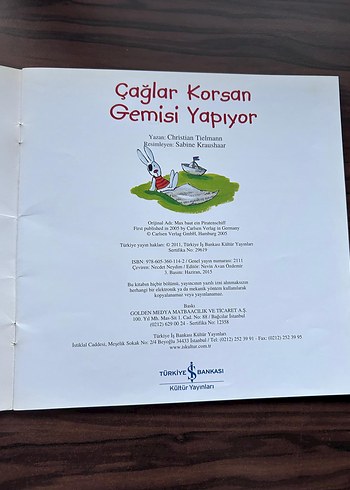 Çağlar Korsan
Gemisi Yapıyor
Yazan: Christian Tielmann
Resimleyen: Sabine Kraushaar
Orijinal Adı: Max baut ein Piratenschiff
First published in 2005 by Carlsen Verlag in Germany
© Carlsen Verlag GmbH, Hamburg 2005
Türkiye yayın hakları: © 2011, Türkiye İş Bankası Kültür Yayınları
Sertifika No: 29619
ISBN: 978-605-360-114-2 / Genel yayın numarası: 2111
Çeviren: Necdet Neydim / Editör: Nevin Avan Özdemir
3. Basım: Haziran, 2015
Bu kitabın hiçbir bölümü, yayıncının yazılı izni alınmaksızın
herhangi bir elektronik ya da mekanik yöntem kullanılarak
kopyalanamaz veya yayınlanamaz.
Baskı
GOLDEN MEDYA MATBAACILIK VE TİCARET A.Ş.
100. Yıl Mh. Mas-Sit 1. Cad. No: 88 / Bağcılar İstanbul
(0212) 629 00 24 - Sertifika No: 12358
Türkiye İş Bankası Kültür Yayınları
İstiklal Caddesi, Meşelik Sokak No: 2/4 Beyoğlu 34433 İstanbul / Tel: (0212) 252 39 91 - Fax: (0212) 252 39 95
www.iskultur.com.tr
TÜRKİYE İŞ BANKASI
Kültür Yayınları